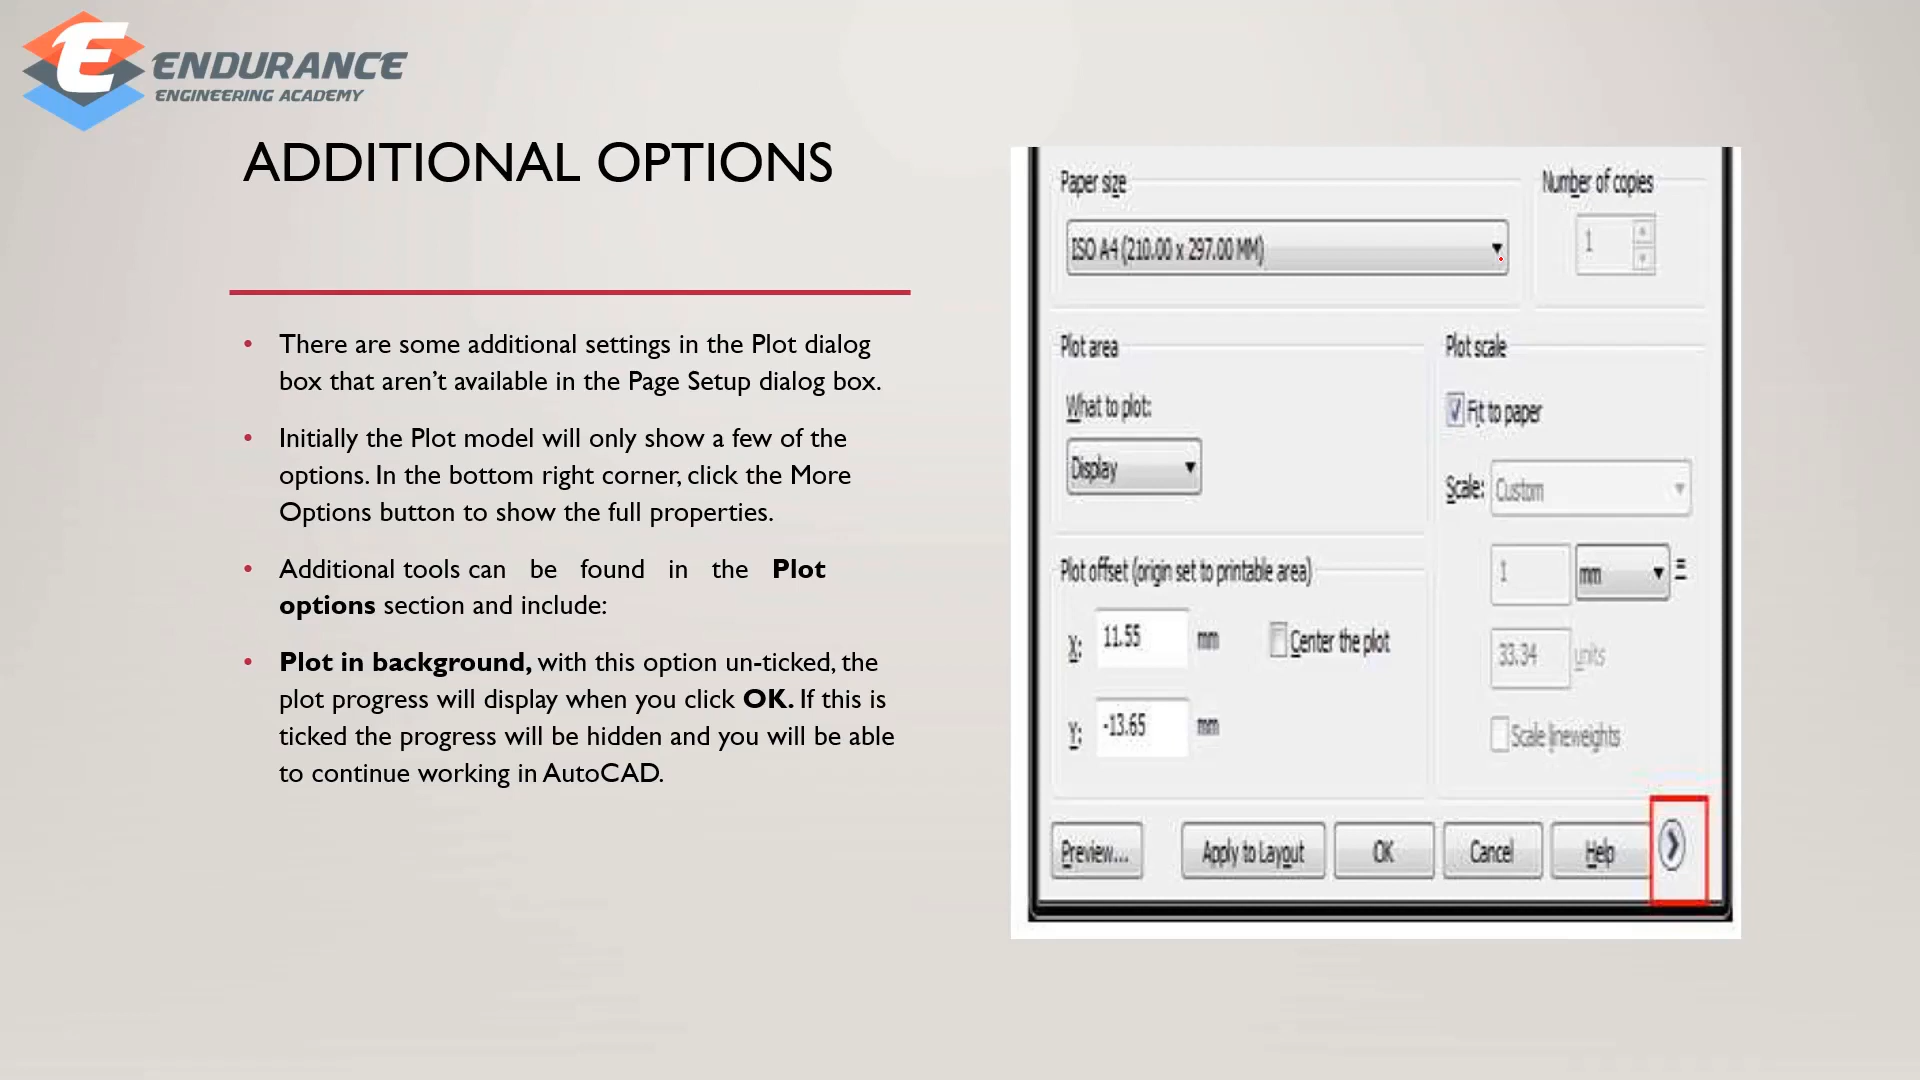 ENDURANCE
ENGINEERING ACADEMY
ADDITIONAL OPTIONS
• There are some additional settings in the Plot dialog
box that aren’t available in the Page Setup dialog box.
• Initially the Plot model will only show a few of the
options. In the bottom right corner, click the More
Options button to show the full properties.
• Additional tools can be found in the Plot
options section and include:
• Plot in background, with this option un-ticked, the
plot progress will display when you click OK. If this is
ticked the progress will be hidden and you will be able
to continue working in AutoCAD.
Paper size
ISO A4 (210.00 x 297.00 MM)
Number of copies
1
Plot area
What to plot:
Display
Plot scale
Fit to paper
Scale: Custom
1 mm =
33.34 units
Scale lineweights
Plot offset (origin set to printable area)
X: 11.55 mm
Center the plot
Y: -13.65 mm
Preview... Apply to Layout OK Cancel Help